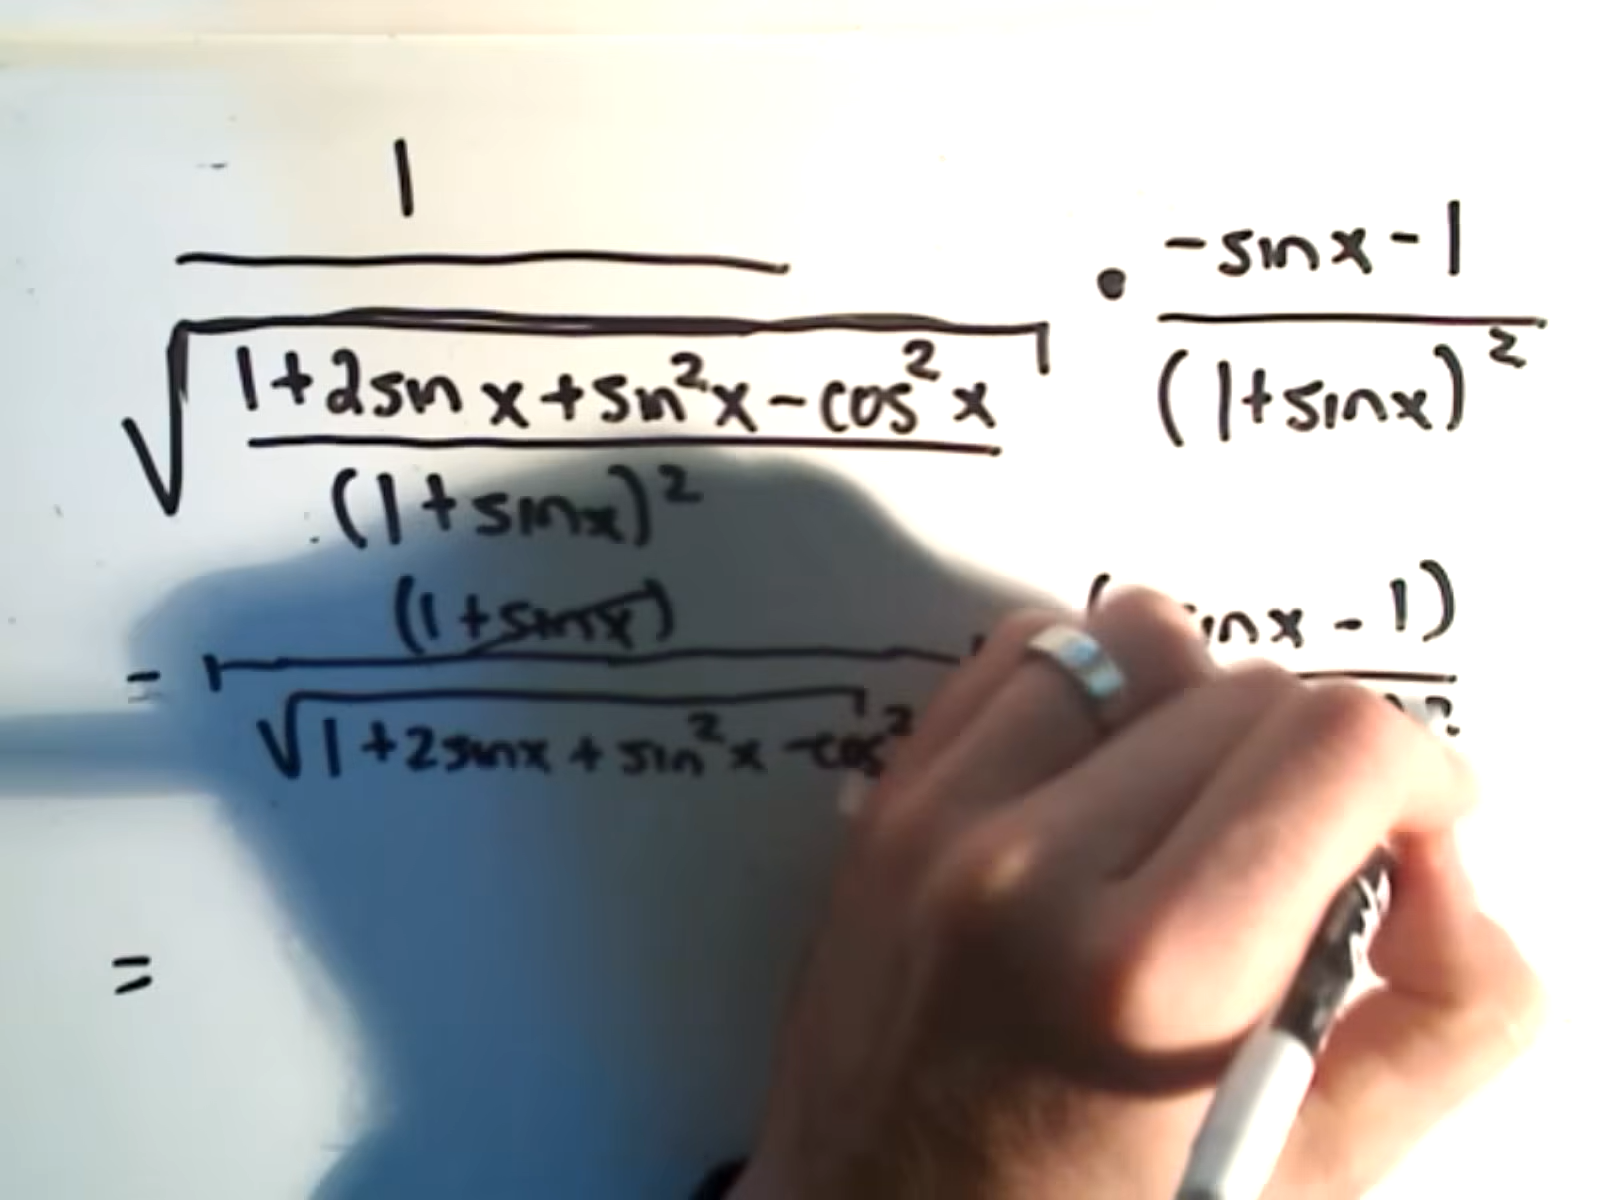 1
-sinx - 1
1+2sin x + sin²x - cos²x
(1+sinx)²
(1+sinx)²
(1+sinx)
inx - 1)
=
√1+2sinx + sin²x - cos²
=